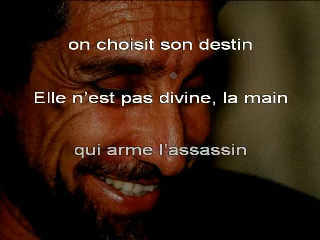 on choisit son destin
Elle n'est pas divine, la main
qui arme l'assassin